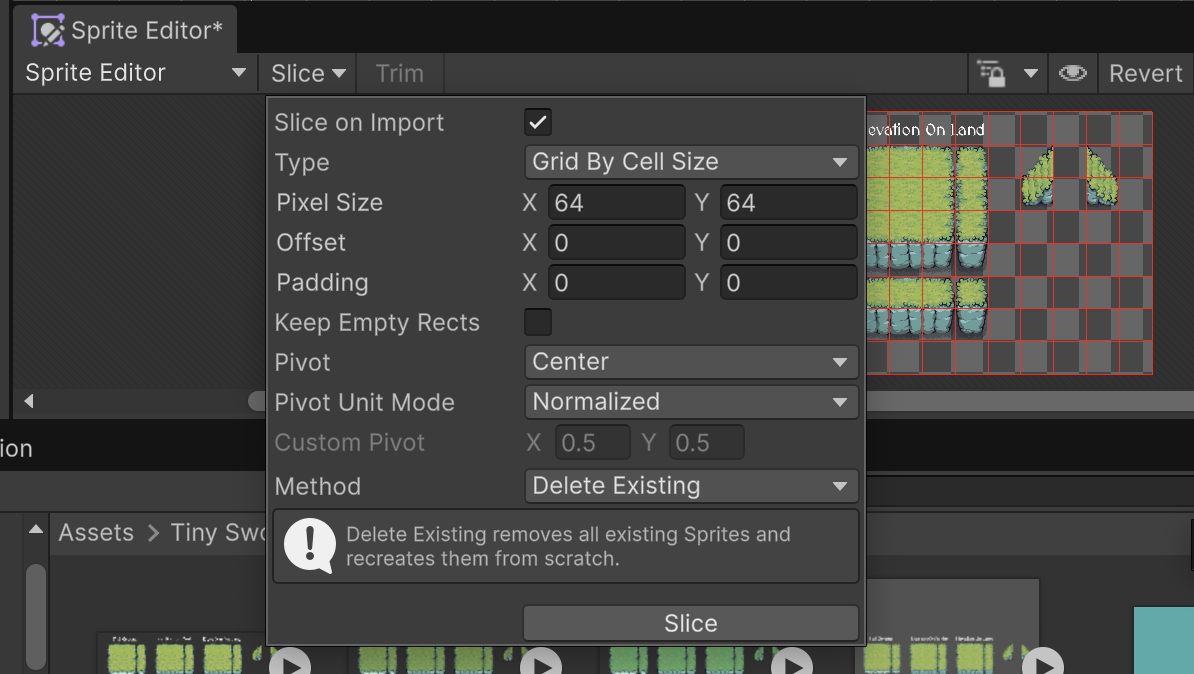 Sprite Editor*
Sprite Editor
Slice
Trim
Revert
Slice on Import
Type Grid By Cell Size
Pixel Size X 64 Y 64
Offset X 0 Y 0
Padding X 0 Y 0
Keep Empty Rects
Pivot Center
Pivot Unit Mode Normalized
Custom Pivot X 0.5 Y 0.5
Method Delete Existing
Delete Existing removes all existing Sprites and
recreates them from scratch.
Slice
evation On Land
ion
Assets > Tiny Swo